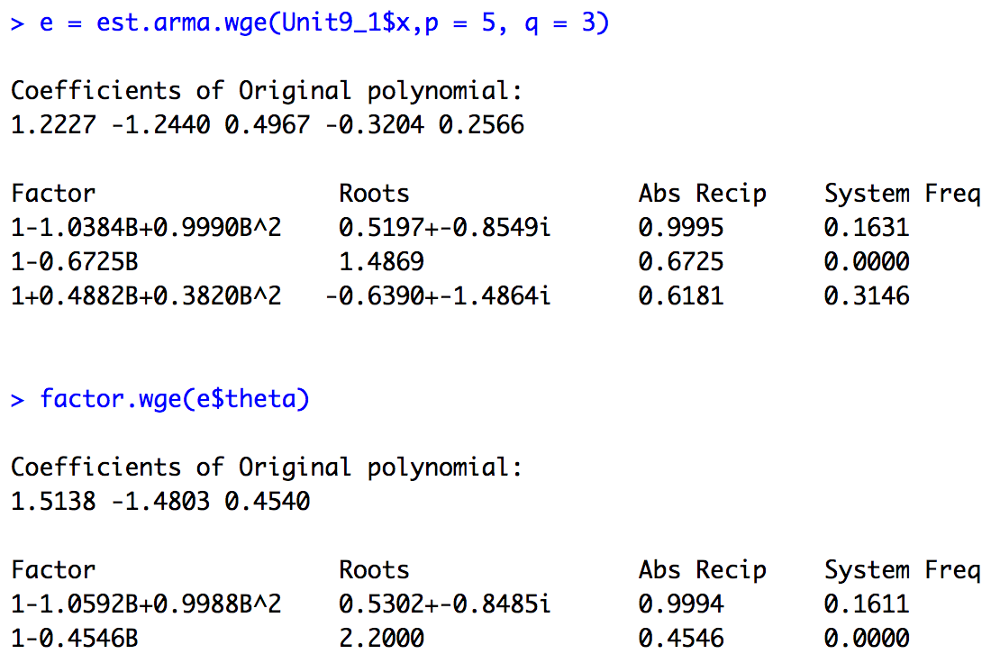 > e = est.arma.wge(Unit9_1$x,p = 5, q = 3)
Coefficients of Original polynomial:
1.2227 -1.2440 0.4967 -0.3204 0.2566
Factor Roots Abs Recip System Freq
1-1.0384B+0.9990B^2 0.5197+-0.8549i 0.9995 0.1631
1-0.6725B 1.4869 0.6725 0.0000
1+0.4882B+0.3820B^2 -0.6390+-1.4864i 0.6181 0.3146
> factor.wge(e$theta)
Coefficients of Original polynomial:
1.5138 -1.4803 0.4540
Factor Roots Abs Recip System Freq
1-1.0592B+0.9988B^2 0.5302+-0.8485i 0.9994 0.1611
1-0.4546B 2.2000 0.4546 0.0000